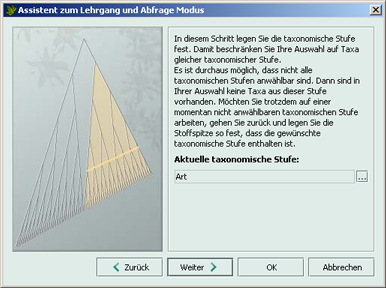 Assistent zum Lehrgang und Abfrage Modus
In diesem Schritt legen Sie die taxonomische Stufe
fest. Damit beschränken Sie Ihre Auswahl auf Taxa
gleicher taxonomischer Stufe.
Es ist durchaus möglich, dass nicht alle
taxonomischen Stufen anwählbar sind. Dann sind in
Ihrer Auswahl keine Taxa aus dieser Stufe
vorhanden. Möchten Sie trotzdem auf einer
momentan nicht anwählbaren taxonomischen Stufe
arbeiten, gehen Sie zurück und legen Sie die
Stoffspitze so fest, dass die gewünschte
taxonomische Stufe enthalten ist.
Aktuelle taxonomische Stufe:
Art ...
Zurück Weiter OK Abbrechen